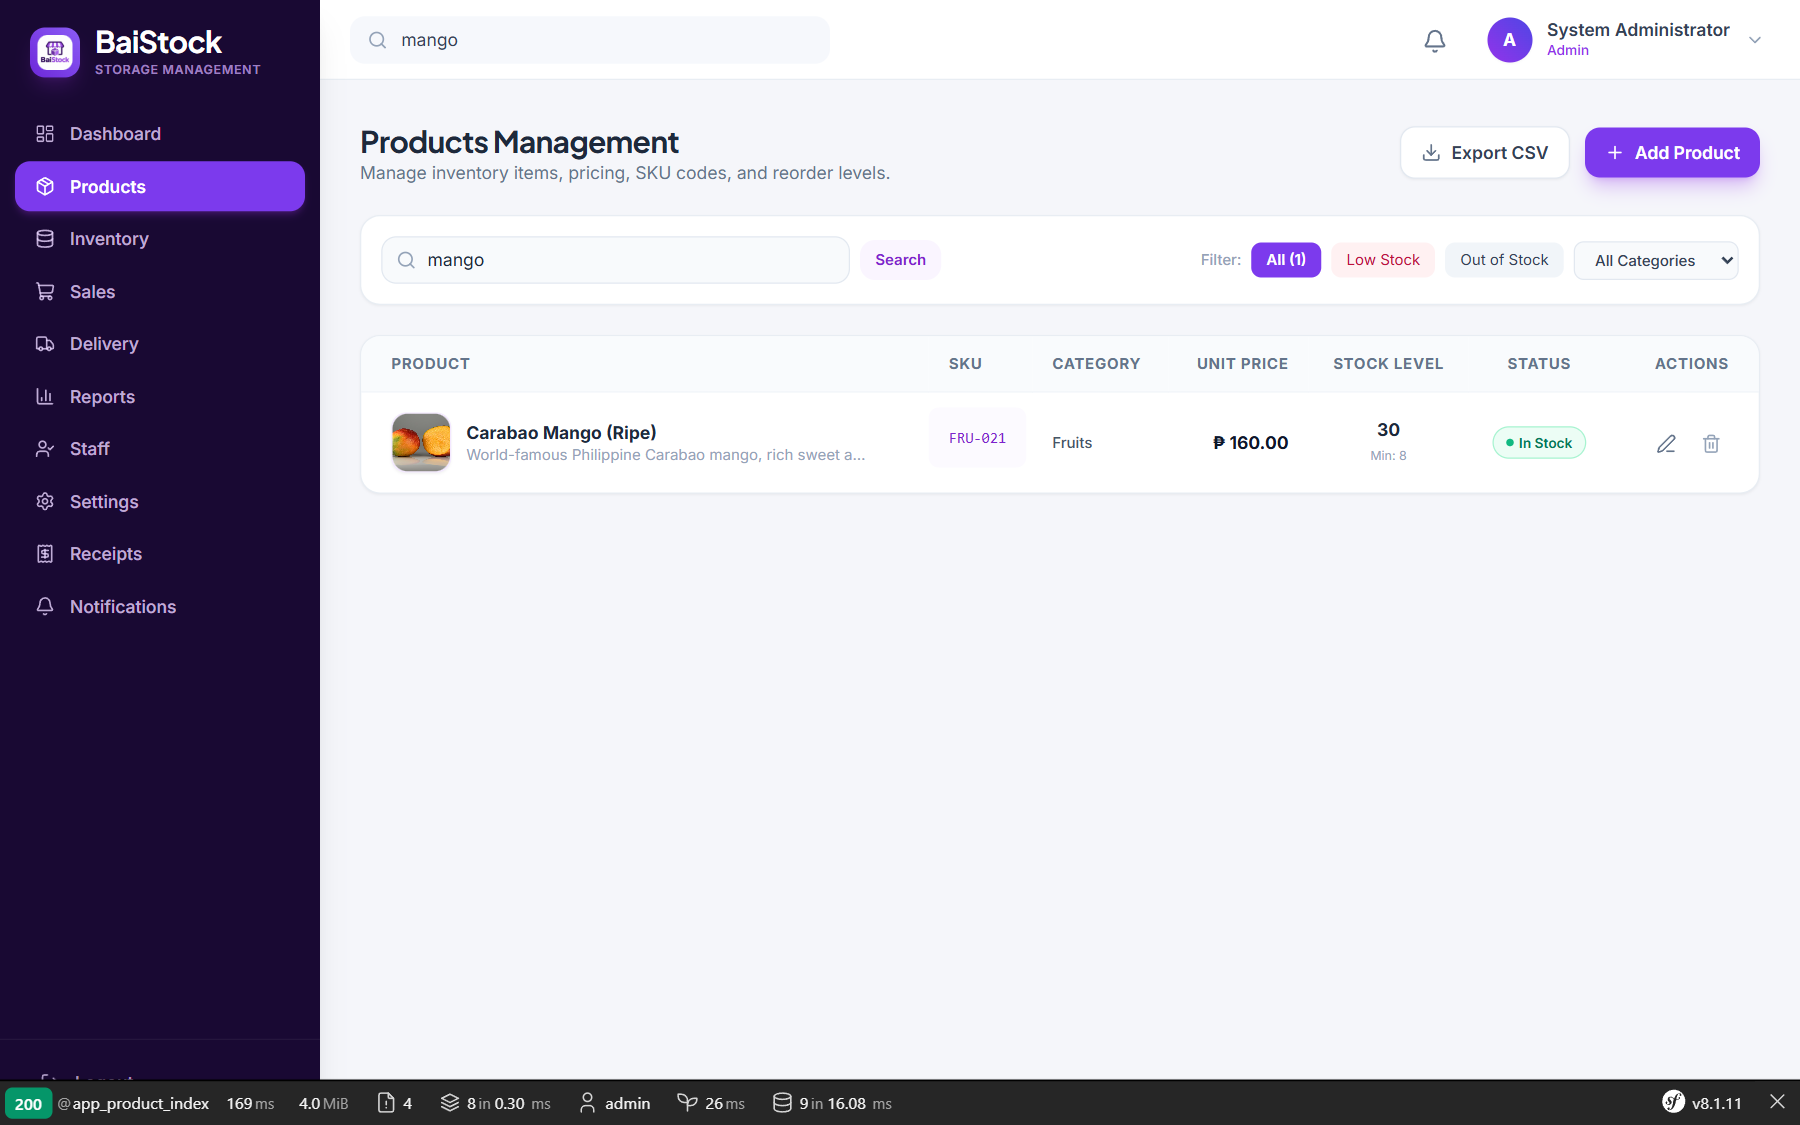 BaiStock
BaiStock
STORAGE MANAGEMENT
Dashboard
Products
Inventory
Sales
Delivery
Reports
Staff
Settings
Receipts
Notifications
Logout
mango
A
System Administrator
Admin
Products Management
Manage inventory items, pricing, SKU codes, and reorder levels.
Export CSV
Add Product
mango
Search
Filter:
All (1)
Low Stock
Out of Stock
All Categories
PRODUCT SKU CATEGORY UNIT PRICE STOCK LEVEL STATUS ACTIONS
Carabao Mango (Ripe)
World-famous Philippine Carabao mango, rich sweet a...
FRU-021
Fruits
₱ 160.00
30
Min: 8
In Stock
200 @app_product_index 169 ms 4.0 MiB 4 8 in 0.30 ms admin 26 ms 9 in 16.08 ms sf v8.1.11